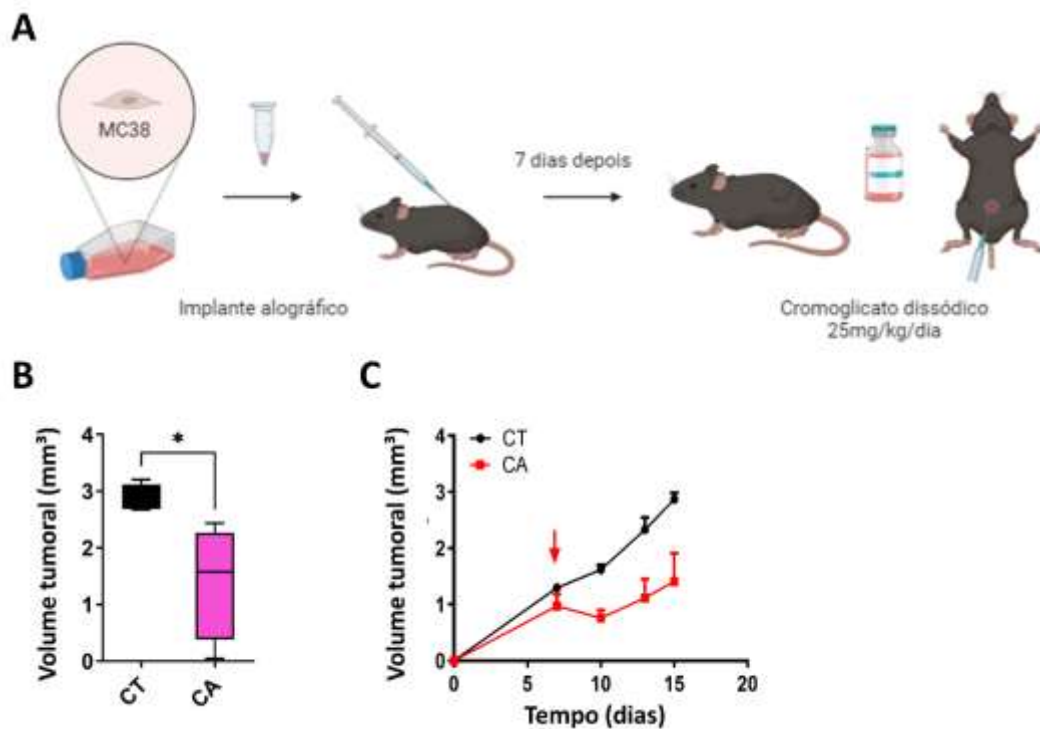 A
MC38
7 dias depois
Implante alográfico
Cromoglicato dissódico
25mg/kg/dia
B
Volume tumoral (mm³)
4
3
2
1
0
*
CT
CA
C
CT
CA
Volume tumoral (mm³)
4
3
2
1
0
0
5
10
15
20
Tempo (dias)